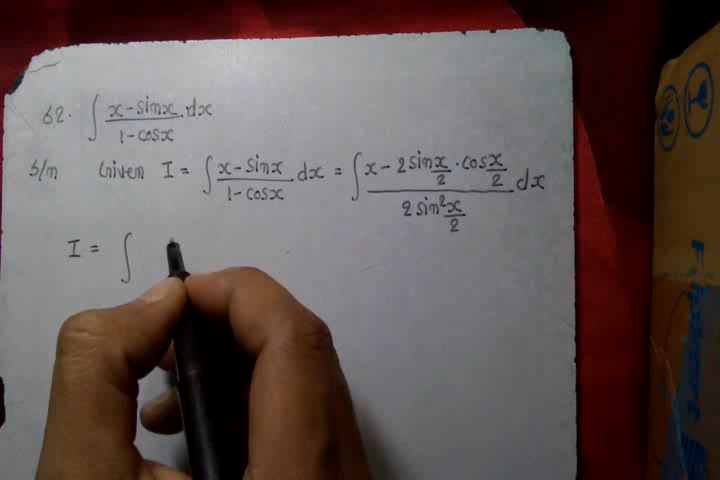 62. ∫ (x - sinx)/(1 - cosx) .dx
S/n Given I = ∫ (x - sinx)/(1 - cosx) dx = ∫ (x - 2 sin x/2 . cos x/2)/(2 sin² x/2) dx
I = ∫